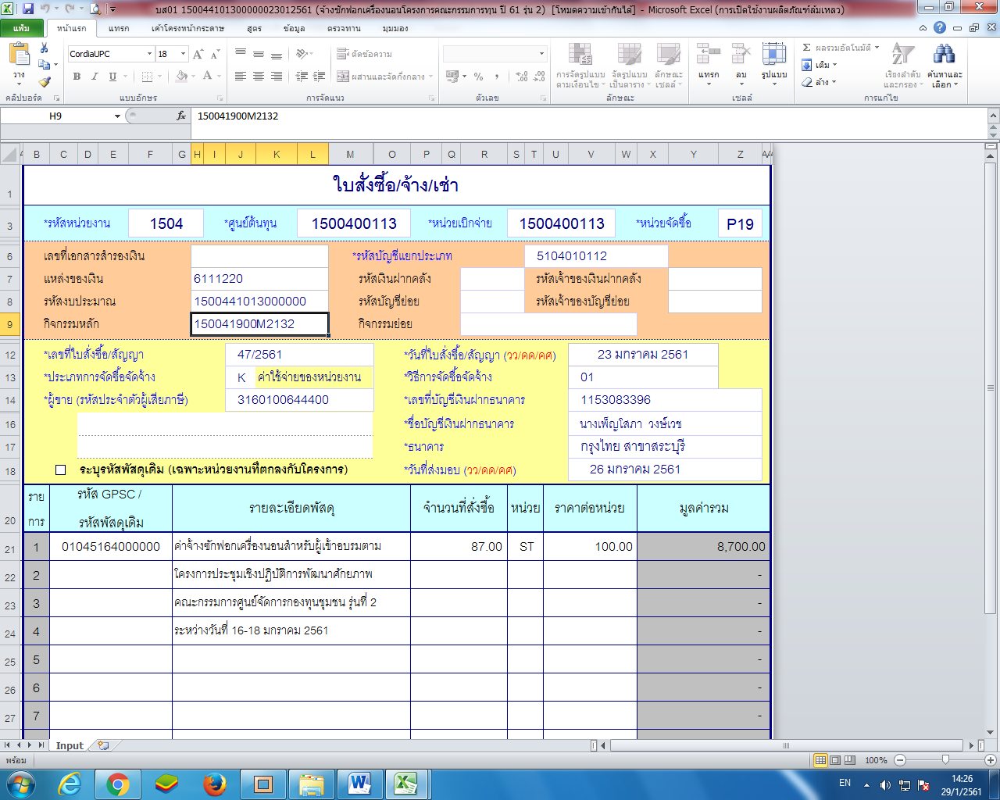 บส01 150044101300000023012561 (จ้างซักฟอกเครื่องนอนโครงการคณะกรรมการทุน ปี 61 รุ่น 2)  [โหมดความเข้ากันได้]  -  Microsoft Excel (การเปิดใช้งานผลิตภัณฑ์ล้มเหลว)
แฟ้ม หน้าแรก แทรก เค้าโครงหน้ากระดาษ สูตร ข้อมูล ตรวจทาน มุมมอง
CordiaUPC 18 ตัดข้อความ ผลรวมอัตโนมัติ
วาง B I U ผสานและจัดกึ่งกลาง การจัดรูปแบบตามเงื่อนไข จัดรูปแบบเป็นตาราง ลักษณะเซลล์ แทรก ลบ รูปแบบ เติม ล้าง เรียงลำดับและกรอง ค้นหาและเลือก
คลิปบอร์ด แบบอักษร การจัดแนว ตัวเลข ลักษณะ เซลล์ การแก้ไข
H9 fx 150041900M2132
B C D E F G H I J K L M O P Q R S T U V W X Y Z
1 ใบสั่งซื้อ/จ้าง/เช่า
3 *รหัสหน่วยงาน 1504 *ศูนย์ต้นทุน 1500400113 *หน่วยเบิกจ่าย 1500400113 *หน่วยจัดซื้อ P19
6 เลขที่เอกสารสำรองเงิน *รหัสบัญชีแยกประเภท 5104010112
7 แหล่งของเงิน 6111220 รหัสเงินฝากคลัง รหัสเจ้าของเงินฝากคลัง
8 รหัสงบประมาณ 1500441013000000 รหัสบัญชีย่อย รหัสเจ้าของบัญชีย่อย
9 กิจกรรมหลัก 150041900M2132 กิจกรรมย่อย
12 *เลขที่ใบสั่งซื้อ/สัญญา 47/2561 *วันที่ใบสั่งซื้อ/สัญญา (วว/ดด/คศ) 23 มกราคม 2561
13 *ประเภทการจัดซื้อจัดจ้าง K ค่าใช้จ่ายของหน่วยงาน *วิธีการจัดซื้อจัดจ้าง 01
14 *ผู้ขาย (รหัสประจำตัวผู้เสียภาษี) 3160100644400 *เลขที่บัญชีเงินฝากธนาคาร 1153083396
16 *ชื่อบัญชีเงินฝากธนาคาร นางเพ็ญโสภา วงษ์เวช
17 *ธนาคาร กรุงไทย สาขาสระบุรี
18 ระบุรหัสพัสดุเดิม (เฉพาะหน่วยงานที่ตกลงกับโครงการ) *วันที่ส่งมอบ (วว/ดด/คศ) 26 มกราคม 2561
20 รายการ รหัส GPSC / รหัสพัสดุเดิม รายละเอียดพัสดุ จำนวนที่สั่งซื้อ หน่วย ราคาต่อหน่วย มูลค่ารวม
21 1 01045164000000 ค่าจ้างซักฟอกเครื่องนอนสำหรับผู้เข้าอบรมตาม 87.00 ST 100.00 8,700.00
22 2 โครงการประชุมเชิงปฏิบัติการพัฒนาศักยภาพ -
23 3 คณะกรรมการศูนย์จัดการกองทุนชุมชน รุ่นที่ 2 -
24 4 ระหว่างวันที่ 16-18 มกราคม 2561 -
25 5 -
26 6 -
27 7 -
Input
พร้อม 100%
EN 14:26
29/1/2561